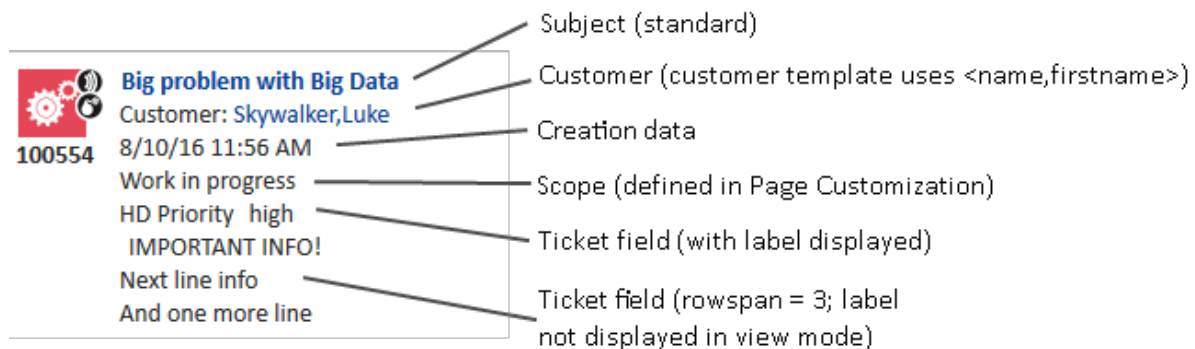 Subject (standard)
Big problem with Big Data
Customer (customer template uses <name,firstname>)
Customer: Skywalker,Luke
Creation data
100554
8/10/16 11:56 AM
Work in progress
Scope (defined in Page Customization)
HD Priority high
Ticket field (with label displayed)
IMPORTANT INFO!
Next line info
Ticket field (rowspan = 3; label
And one more line
not displayed in view mode)